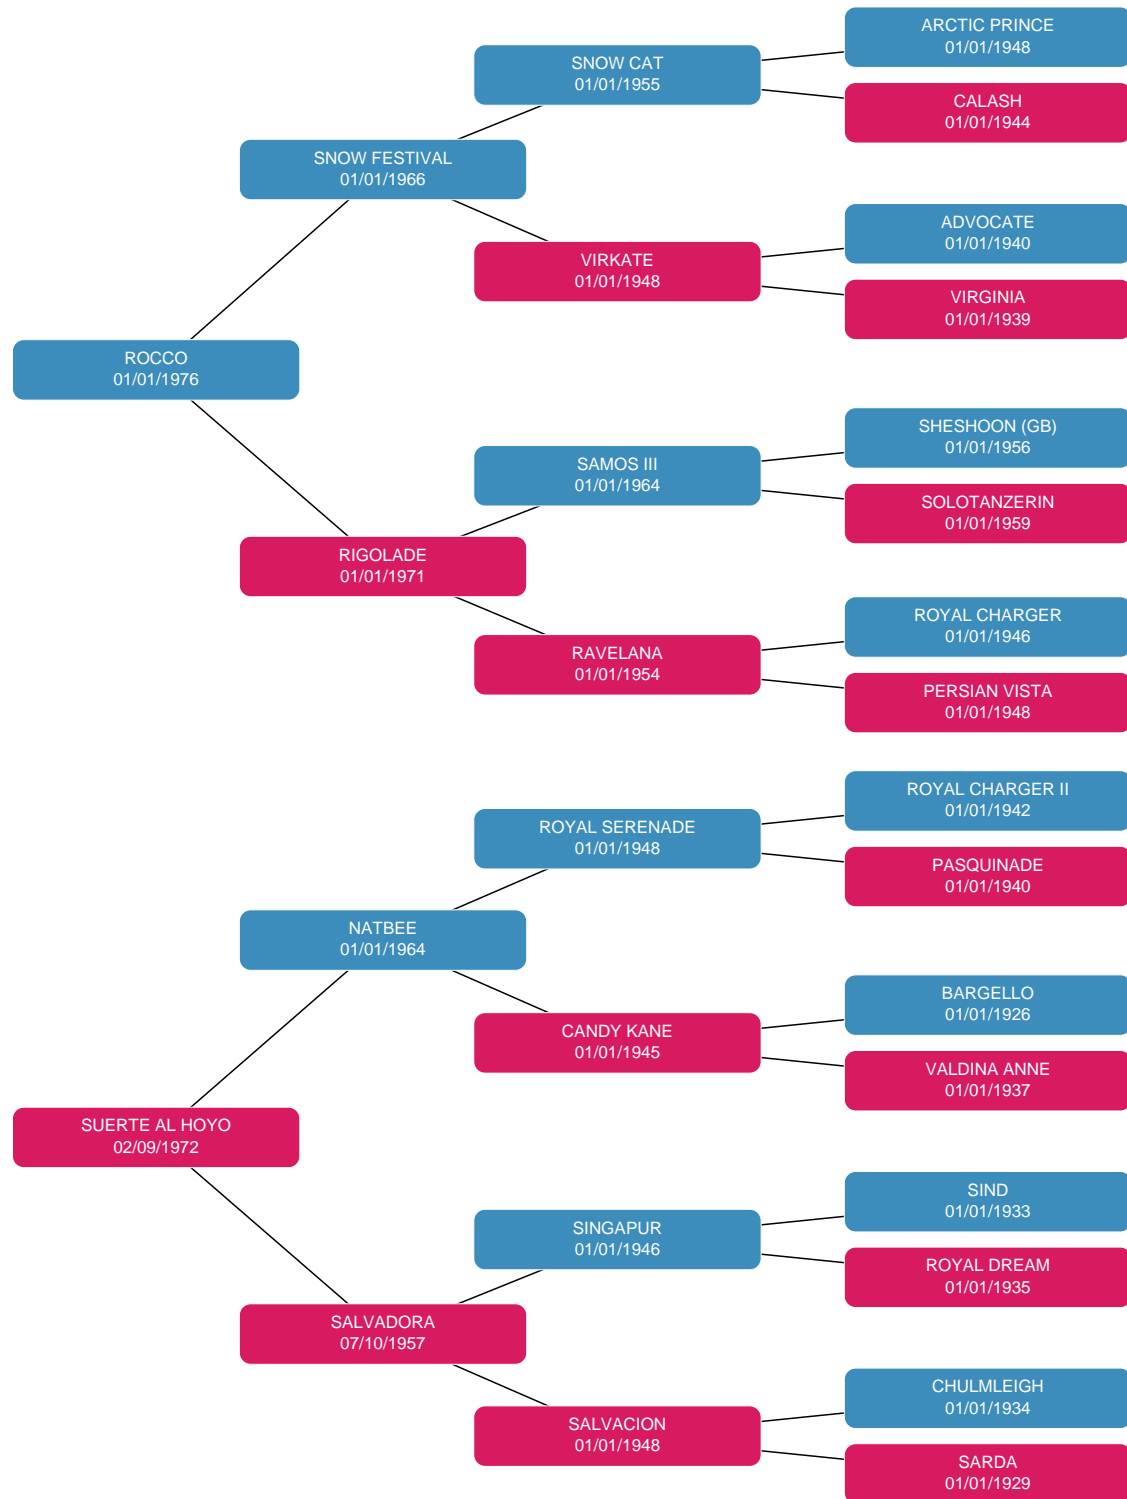 ARCTIC PRINCE
01/01/1948
SNOW CAT
01/01/1955
CALASH
01/01/1944
SNOW FESTIVAL
01/01/1966
ADVOCATE
01/01/1940
VIRKATE
01/01/1948
VIRGINIA
01/01/1939
ROCCO
01/01/1976
SHESHOON (GB)
01/01/1956
SAMOS III
01/01/1964
SOLOTANZERIN
01/01/1959
RIGOLADE
01/01/1971
ROYAL CHARGER
01/01/1946
RAVELANA
01/01/1954
PERSIAN VISTA
01/01/1948
ROYAL CHARGER II
01/01/1942
ROYAL SERENADE
01/01/1948
PASQUINADE
01/01/1940
NATBEE
01/01/1964
BARGELLO
01/01/1926
CANDY KANE
01/01/1945
VALDINA ANNE
01/01/1937
SUERTE AL HOYO
02/09/1972
SIND
01/01/1933
SINGAPUR
01/01/1946
ROYAL DREAM
01/01/1935
SALVADORA
07/10/1957
CHULMLEIGH
01/01/1934
SALVACION
01/01/1948
SARDA
01/01/1929